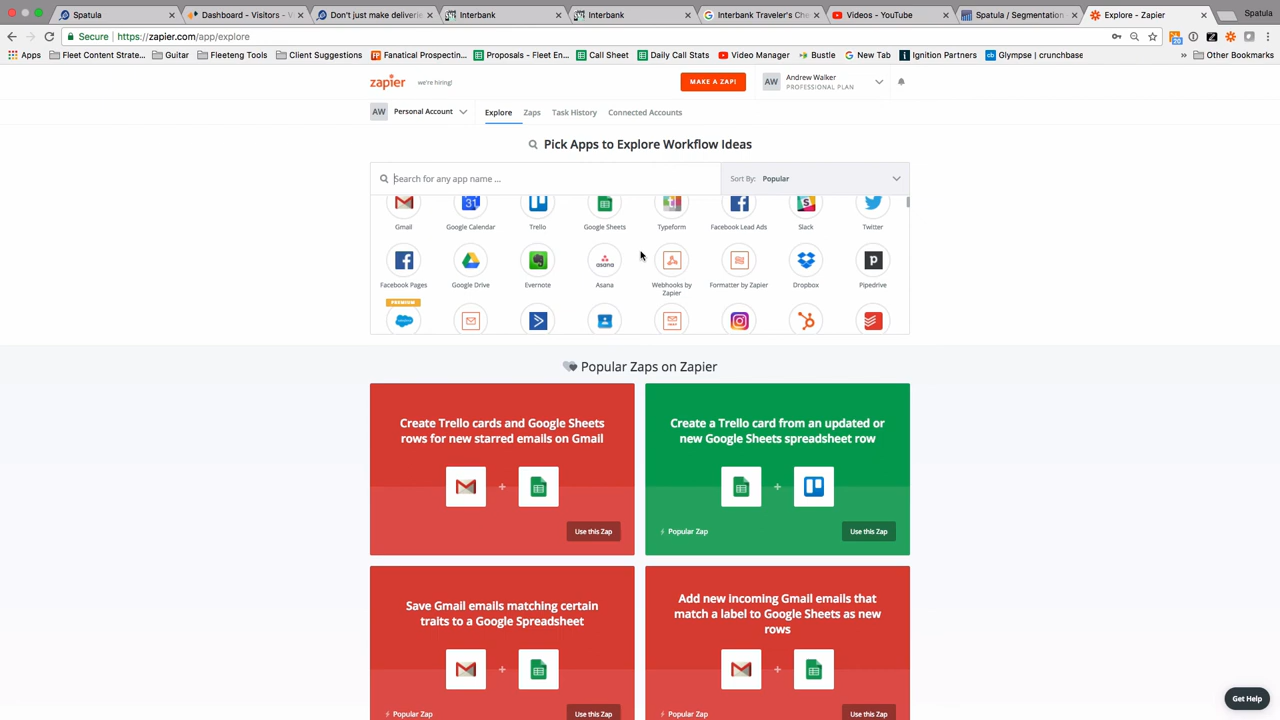 Spatula
Dashboard - Visitors - W
Don't just make deliverie
Interbank
Interbank
Interbank Traveler's Che
Videos - YouTube
Spatula / Segmentation
Explore - Zapier
Spatula
Secure
https://zapier.com/app/explore
Apps
Fleet Content Strate...
Guitar
Fleeteng Tools
Client Suggestions
Fanatical Prospectin...
Proposals - Fleet En...
Call Sheet
Daily Call Stats
Video Manager
Bustle
New Tab
Ignition Partners
Glympse | crunchbase
Other Bookmarks
zapier
we're hiring!
MAKE A ZAP!
AW
Andrew Walker
PROFESSIONAL PLAN
AW
Personal Account
Explore
Zaps
Task History
Connected Accounts
Pick Apps to Explore Workflow Ideas
Search for any app name ...
Sort By:
Popular
Gmail
Google Calendar
Trello
Google Sheets
Typeform
Facebook Lead Ads
Slack
Twitter
Facebook Pages
Google Drive
Evernote
asana
Asana
Webhooks by
Zapier
Formatter by Zapier
Dropbox
Pipedrive
PREMIUM
Popular Zaps on Zapier
Create Trello cards and Google Sheets
rows for new starred emails on Gmail
Use this Zap
Create a Trello card from an updated or
new Google Sheets spreadsheet row
Popular Zap
Use this Zap
Save Gmail emails matching certain
traits to a Google Spreadsheet
Popular Zap
Use this Zap
Add new incoming Gmail emails that
match a label to Google Sheets as new
rows
Popular Zap
Use this Zap
Get Help